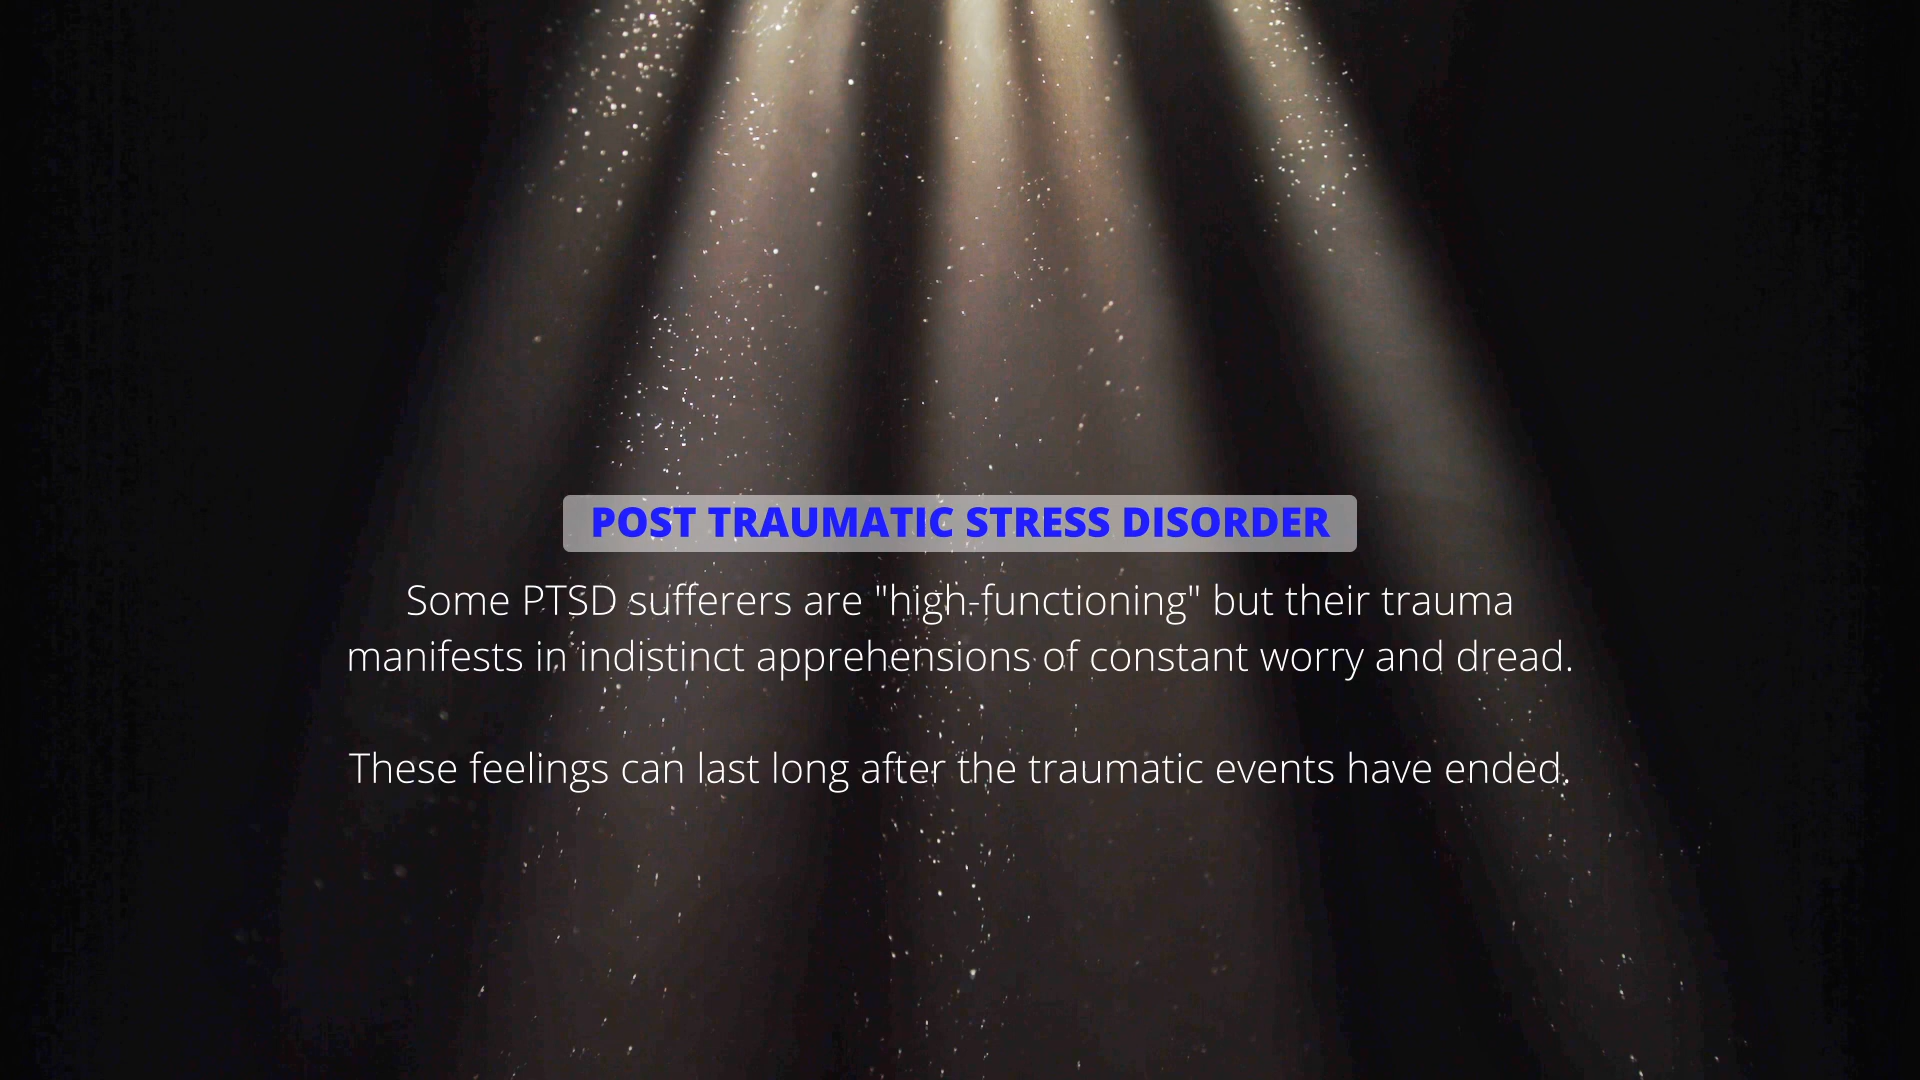 POST TRAUMATIC STRESS DISORDER
Some PTSD sufferers are "high-functioning" but their trauma
manifests in indistinct apprehensions of constant worry and dread.
These feelings can last long after the traumatic events have ended.